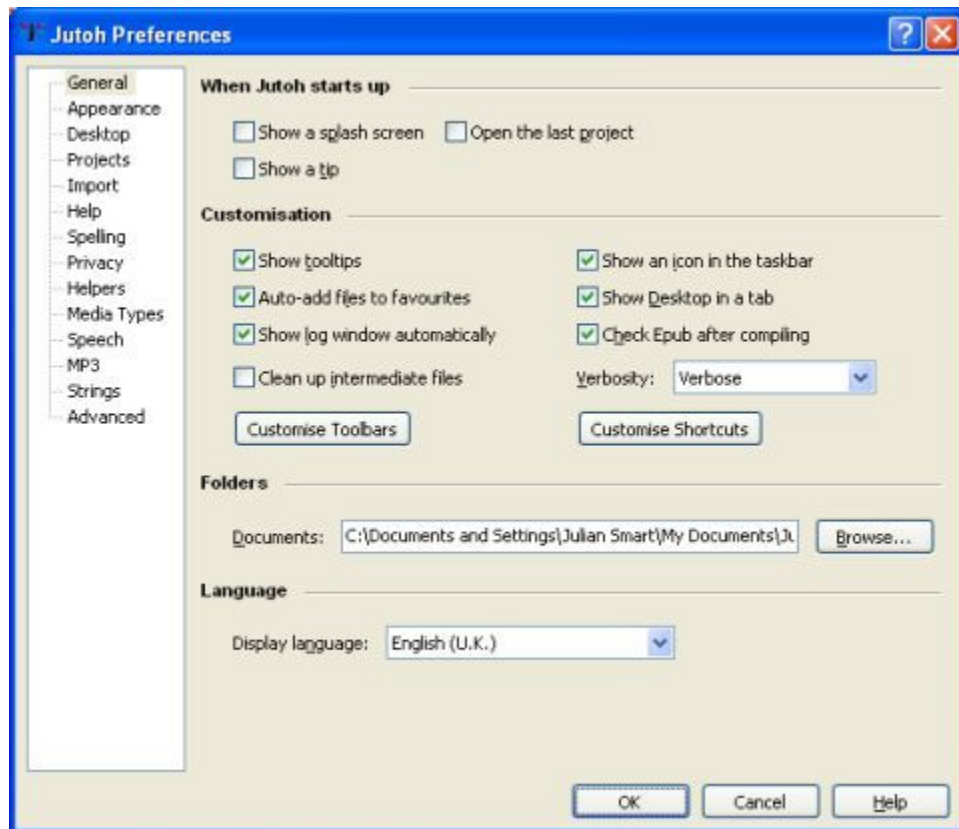 Jutoh Preferences
General
Appearance
Desktop
Projects
Import
Help
Spelling
Privacy
Helpers
Media Types
Speech
MP3
Strings
Advanced
When Jutoh starts up
Show a splash screen Open the last project
Show a tip
Customisation
Show tooltips Show an icon in the taskbar
Auto-add files to favourites Show Desktop in a tab
Show log window automatically Check Epub after compiling
Clean up intermediate files Verbosity: Verbose
Customise Toolbars Customise Shortcuts
Folders
Documents: C:\Documents and Settings\Julian Smart\My Documents\Ju Browse...
Language
Display language: English (U.K.)
OK Cancel Help